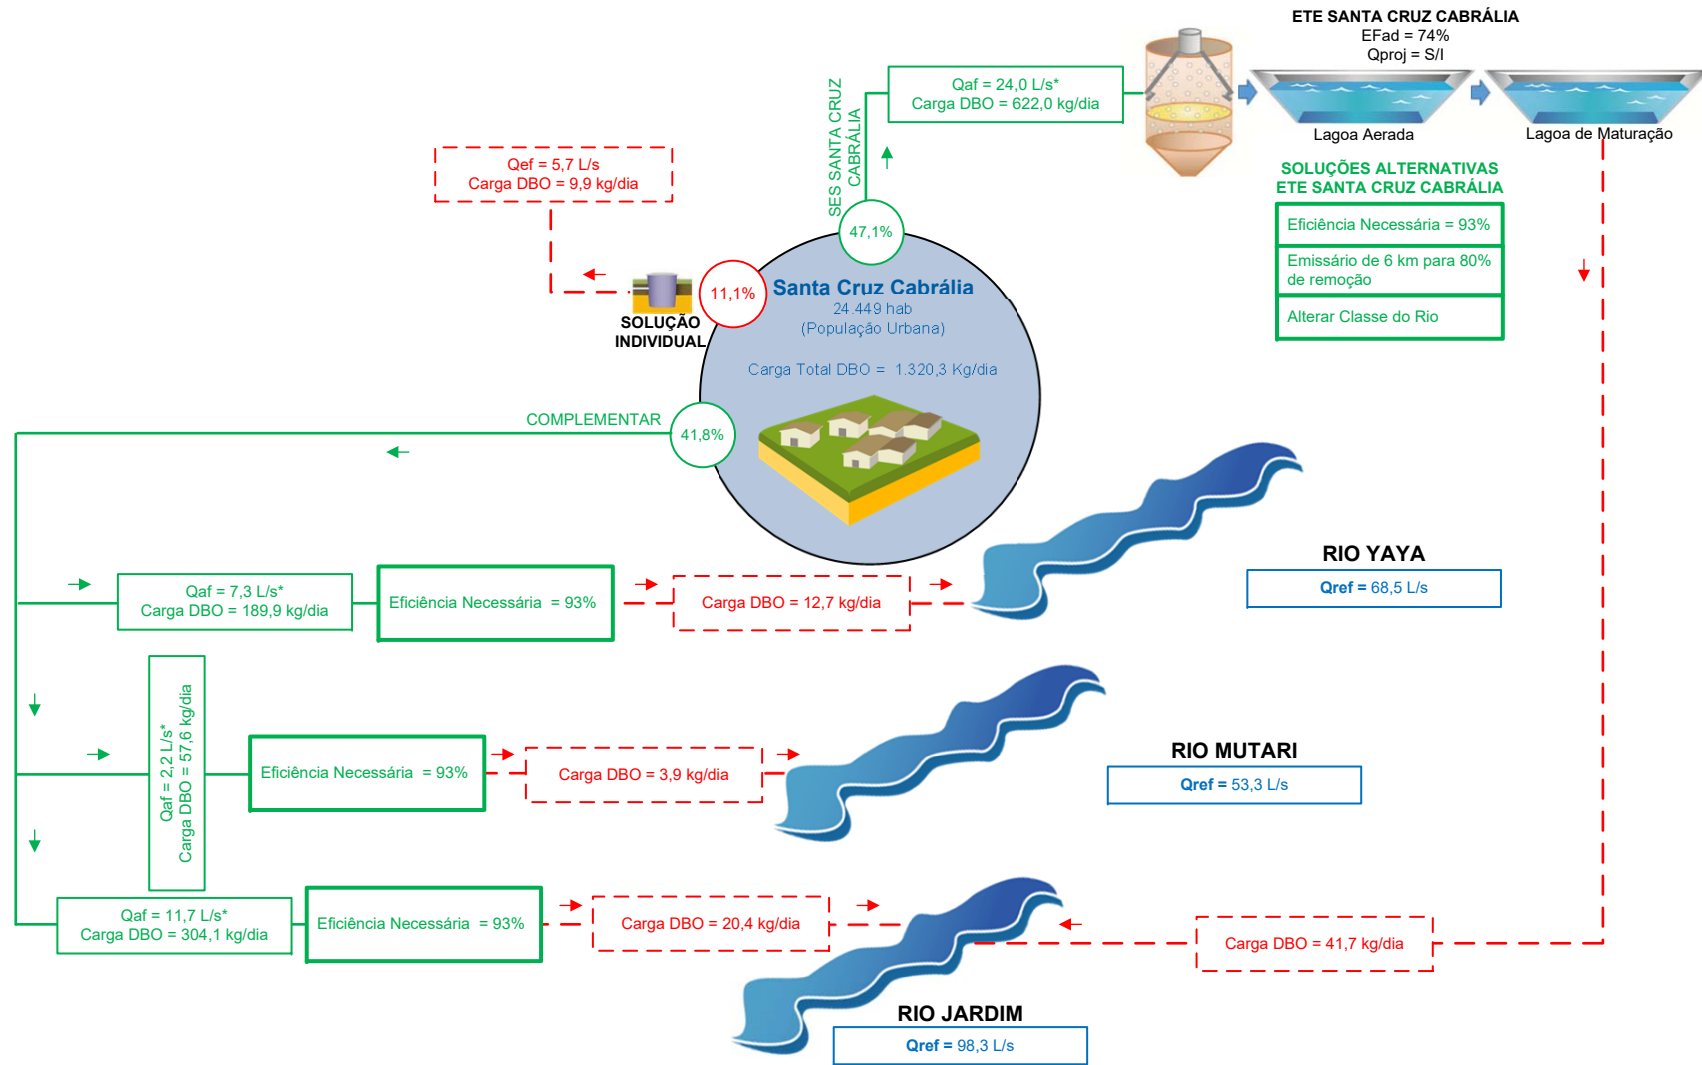 ETE SANTA CRUZ CABRÁLIA
EFad = 74%
Qproj = S/I
Qaf = 24,0 L/s*
Carga DBO = 622,0 kg/dia
SES SANTA CRUZ
CABRÁLIA
Lagoa Aerada
Lagoa de Maturação
SOLUÇÕES ALTERNATIVAS
ETE SANTA CRUZ CABRÁLIA
Eficiência Necessária = 93%
Emissário de 6 km para 80%
de remoção
Alterar Classe do Rio
Qef = 5,7 L/s
Carga DBO = 9,9 kg/dia
47,1%
11,1%
SOLUÇÃO
INDIVIDUAL
Santa Cruz Cabrália
24.449 hab
(População Urbana)
Carga Total DBO = 1.320,3 Kg/dia
COMPLEMENTAR
41,8%
Qaf = 7,3 L/s*
Carga DBO = 189,9 kg/dia
Eficiência Necessária = 93%
Carga DBO = 12,7 kg/dia
RIO YAYA
Qref = 68,5 L/s
Qaf = 2,2 L/s*
Carga DBO = 57,6 kg/dia
Eficiência Necessária = 93%
Carga DBO = 3,9 kg/dia
RIO MUTARI
Qref = 53,3 L/s
Qaf = 11,7 L/s*
Carga DBO = 304,1 kg/dia
Eficiência Necessária = 93%
Carga DBO = 20,4 kg/dia
Carga DBO = 41,7 kg/dia
RIO JARDIM
Qref = 98,3 L/s